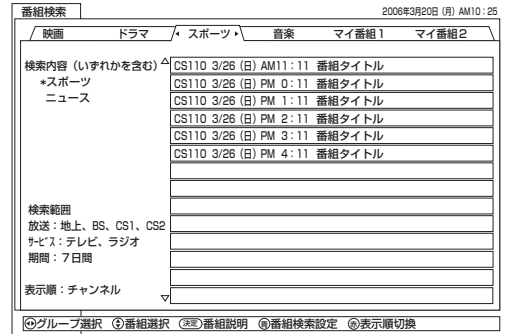 番組検索
2006年3月20日 (月) AM10：25
映画 ドラマ スポーツ 音楽 マイ番組1 マイ番組2
検索内容（いずれかを含む）
*スポーツ
ニュース
CS110 3/26 (日) AM11：11 番組タイトル
CS110 3/26 (日) PM 0：11 番組タイトル
CS110 3/26 (日) PM 1：11 番組タイトル
CS110 3/26 (日) PM 2：11 番組タイトル
CS110 3/26 (日) PM 3：11 番組タイトル
CS110 3/26 (日) PM 4：11 番組タイトル
検索範囲
放送：地上、BS、CS1、CS2
サービス：テレビ、ラジオ
期間：7日間
表示順：チャンネル
グループ選択 番組選択 決定 番組説明 青 番組検索設定 赤 表示順切換